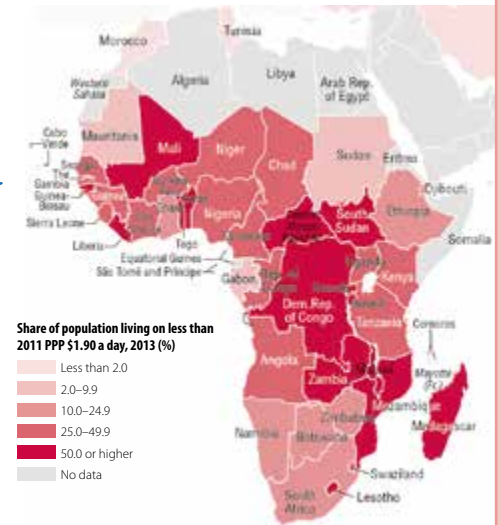 Morocco
Tunisia
Algeria
Libya
Arab Rep.
of Egypt
Western
Sahara
Cabo
Verde
Mauritania
Mali
Niger
Chad
Sudan
Eritrea
Senegal
The
Gambia
Guinea-
Bissau
Guinea
Sierra Leone
Liberia
Togo
Nigeria
South
Sudan
Ethiopia
Djibouti
Somalia
Equatorial Guinea
São Tomé and Príncipe
Gabon
Uganda
Kenya
Dem. Rep.
of Congo
Tanzania
Comoros
Mayotte
(Fr.)
Angola
Zambia
Mozambique
Madagascar
Zimbabwe
Namibia
Botswana
Swaziland
South
Africa
Lesotho
Share of population living on less than
2011 PPP $1.90 a day, 2013 (%)
Less than 2.0
2.0–9.9
10.0–24.9
25.0–49.9
50.0 or higher
No data